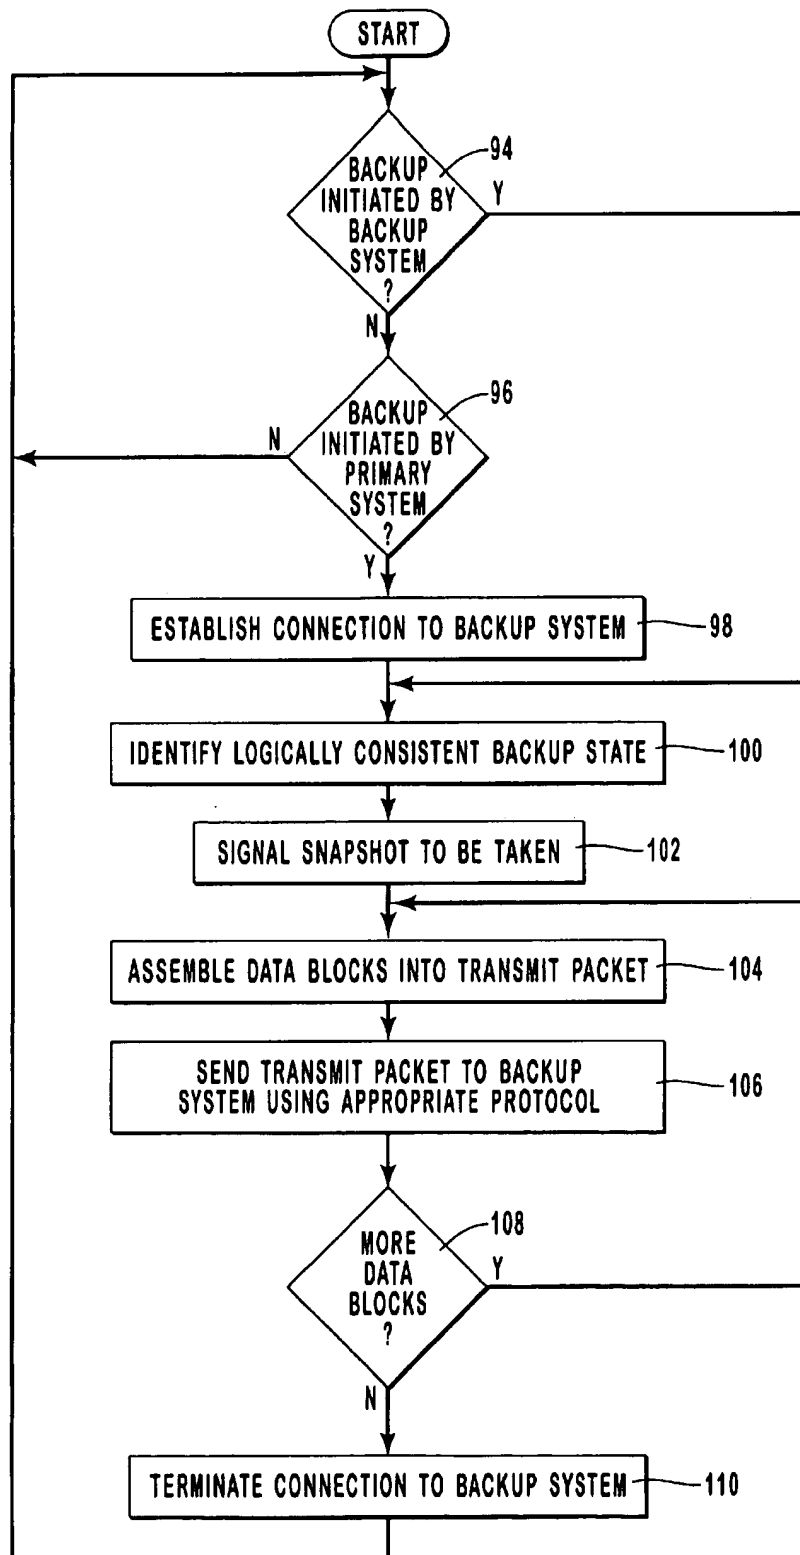 START
94
BACKUP
INITIATED BY
BACKUP
SYSTEM
?
Y
N
96
BACKUP
INITIATED BY
PRIMARY
SYSTEM
?
N
Y
ESTABLISH CONNECTION TO BACKUP SYSTEM
98
IDENTIFY LOGICALLY CONSISTENT BACKUP STATE
100
SIGNAL SNAPSHOT TO BE TAKEN
102
ASSEMBLE DATA BLOCKS INTO TRANSMIT PACKET
104
SEND TRANSMIT PACKET TO BACKUP
SYSTEM USING APPROPRIATE PROTOCOL
106
108
MORE
DATA
BLOCKS
?
Y
N
TERMINATE CONNECTION TO BACKUP SYSTEM
110